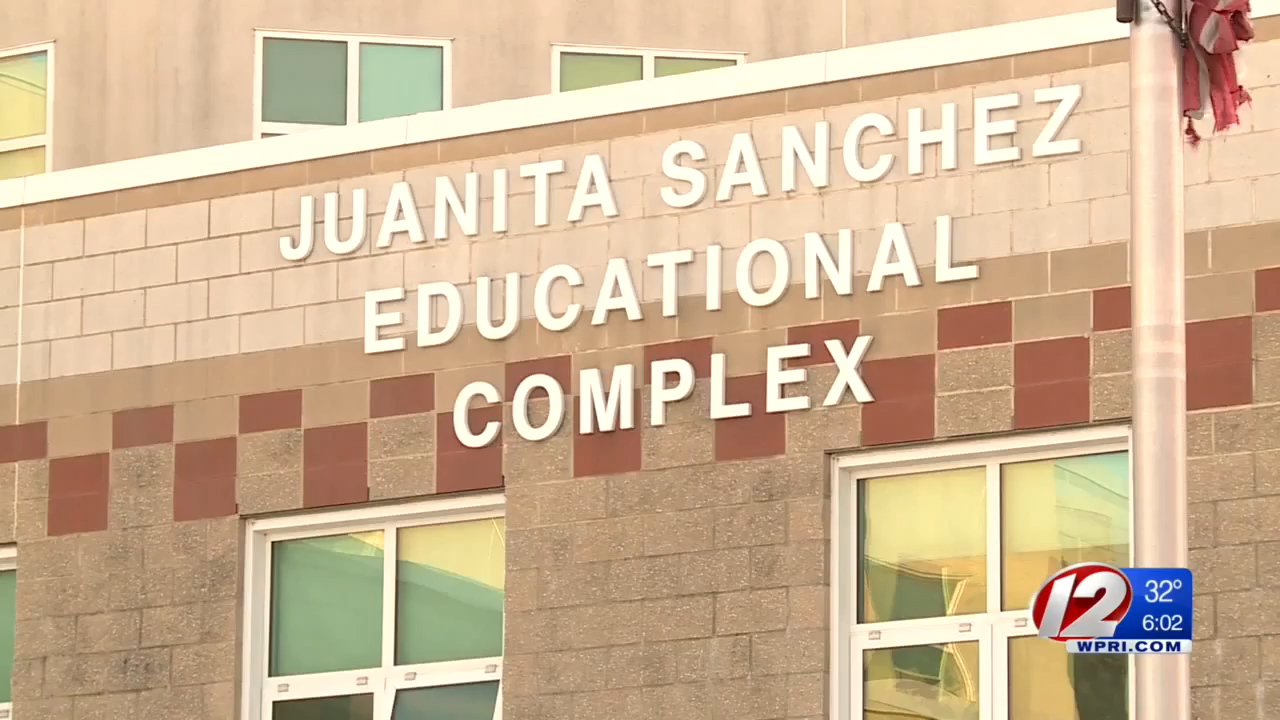 JUANITA SANCHEZ
EDUCATIONAL
COMPLEX
12
32°
6:02
WPRI.COM